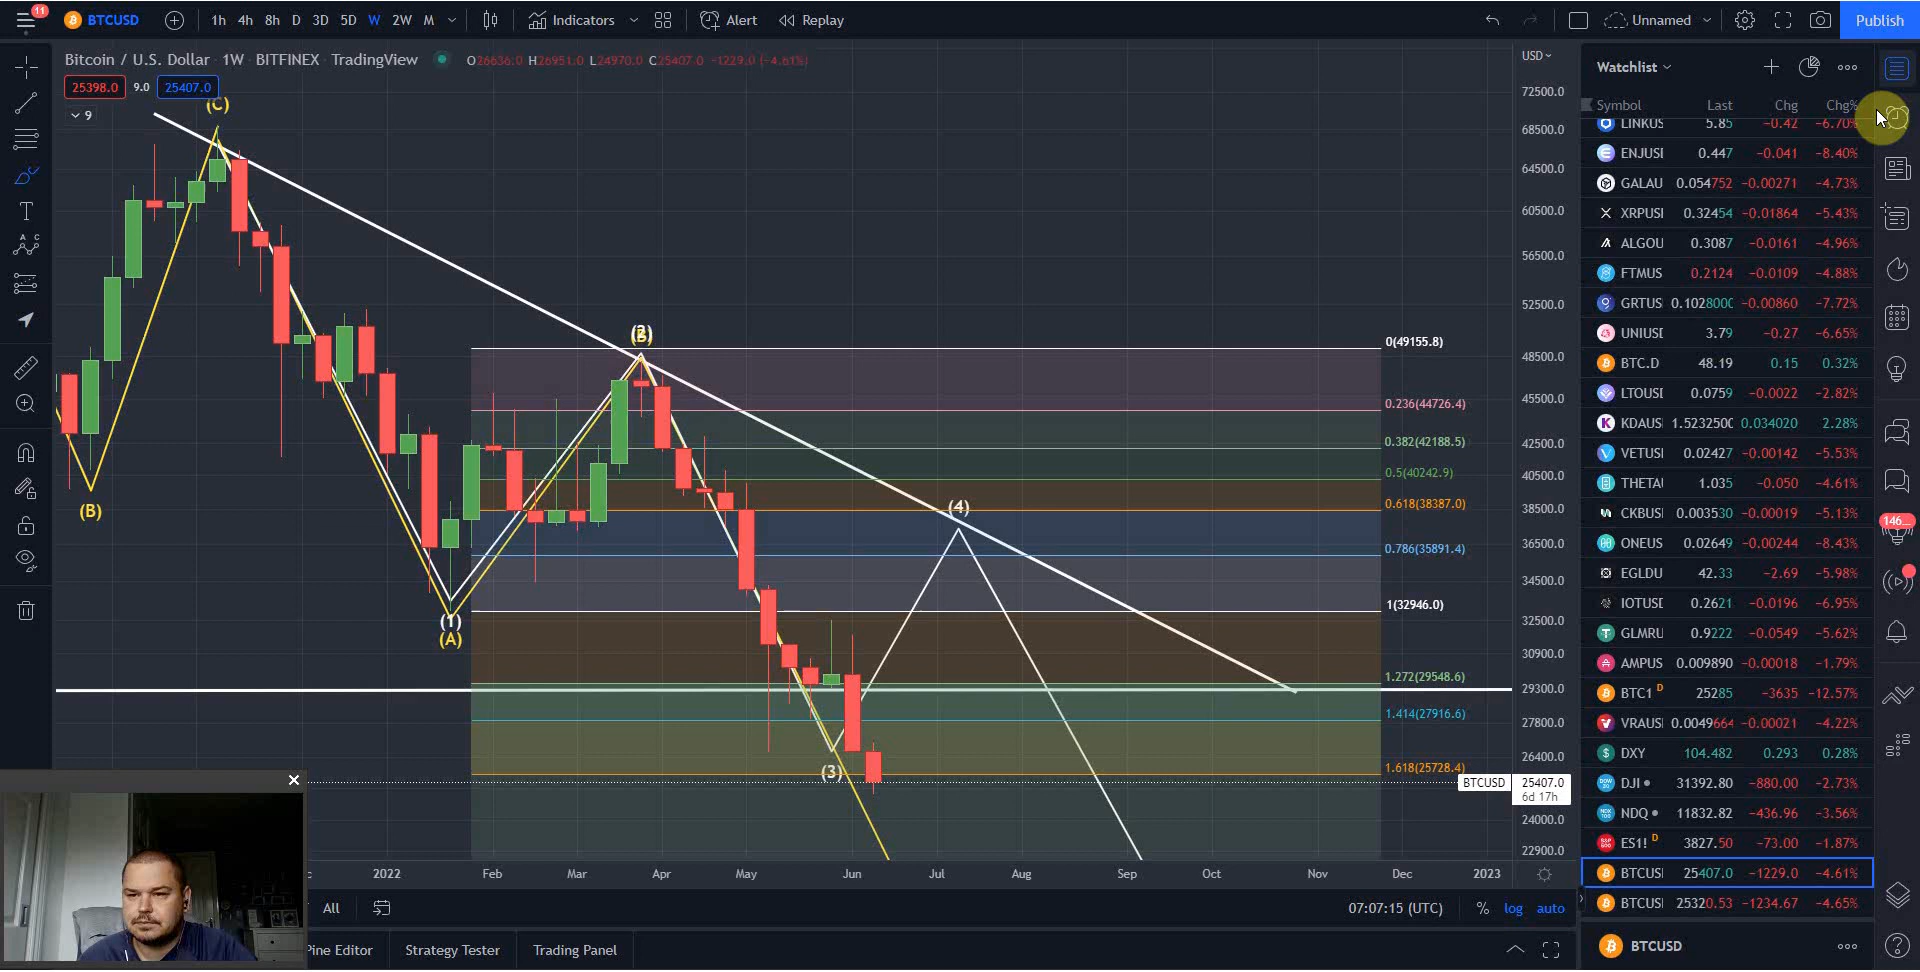 11
BTCUSD 1h 4h 8h D 3D 5D W 2W M Indicators Alert Replay Unnamed Publish
Bitcoin / U.S. Dollar 1W BITFINEX TradingView O26636.0 H26951.0 L24970.0 C25407.0 −1229.0 (−4.61%)
25398.0 9.0 25407.0
9
(C)
(B)
(1)
(A)
(B)
(3)
(4)
0(49155.8)
0.236(44726.4)
0.382(42188.5)
0.5(40242.9)
0.618(38387.0)
0.786(35891.4)
1(32946.0)
1.272(29548.6)
1.414(27916.6)
1.618(25728.4)
USD
72500.0
68500.0
64500.0
60500.0
56500.0
52500.0
48500.0
45500.0
42500.0
40500.0
38500.0
36500.0
34500.0
32500.0
30900.0
29300.0
27800.0
26400.0
BTCUSD 25407.0
6d 17h
24000.0
22900.0
2022 Feb Mar Apr May Jun Jul Aug Sep Oct Nov Dec 2023
All
07:07:15 (UTC) % log auto
Pine Editor Strategy Tester Trading Panel
Watchlist
Symbol Last Chg Chg%
LINKUS 5.85 −0.42 −6.70%
ENJUSI 0.447 −0.041 −8.40%
GALAU 0.054752 −0.00271 −4.73%
XRPUSI 0.32454 −0.01864 −5.43%
ALGOU 0.3087 −0.0161 −4.96%
FTMUS 0.2124 −0.0109 −4.88%
GRTUS 0.1028000 −0.00860 −7.72%
UNIUSI 3.79 −0.27 −6.65%
BTC.D 48.19 0.15 0.32%
LTOUSI 0.0759 −0.0022 −2.82%
KDAUS 1.5232500 0.034020 2.28%
VETUSI 0.02427 −0.00142 −5.53%
THETAI 1.035 −0.050 −4.61%
CKBUSI 0.003530 −0.00019 −5.13%
ONEUS 0.02649 −0.00244 −8.43%
EGLDU 42.33 −2.69 −5.98%
IOTUSI 0.2621 −0.0196 −6.95%
GLMRU 0.9222 −0.0549 −5.62%
AMPUS 0.009890 −0.00018 −1.79%
BTC1 D 25285 −3635 −12.57%
VRAUSI 0.0049664 −0.00021 −4.22%
DXY 104.482 0.293 0.28%
DJI 31392.80 −880.00 −2.73%
NDQ 11832.82 −436.96 −3.56%
ES1! D 3827.50 −73.00 −1.87%
BTCUSI 25407.0 −1229.0 −4.61%
BTCUSI 25320.53 −1234.67 −4.65%
BTCUSD
146